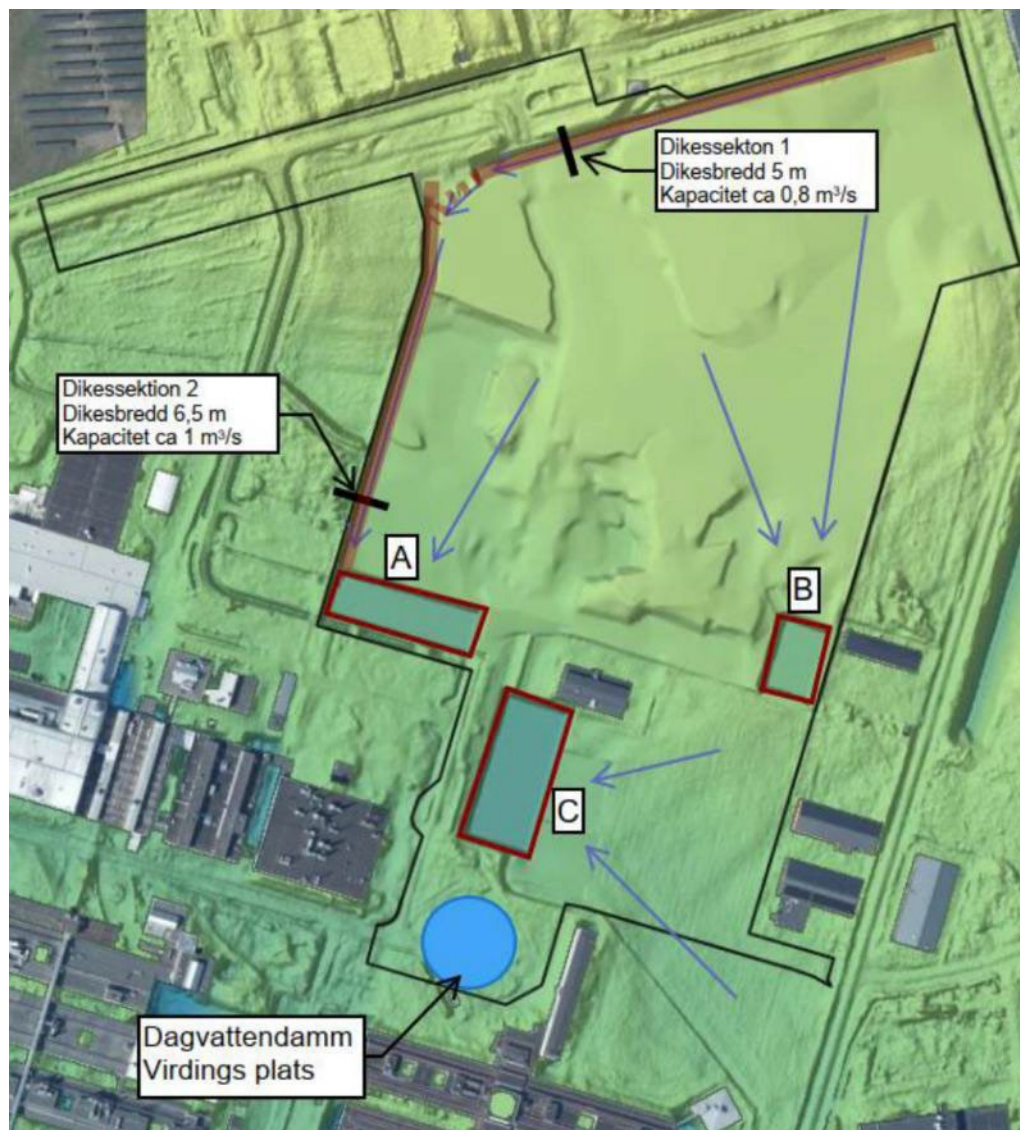 Dikessekton 1
Dikesbredd 5 m
Kapacitet ca 0,8 m³/s
Dikessektion 2
Dikesbredd 6,5 m
Kapacitet ca 1 m³/s
A
B
C
Dagvattendamm
Virdings plats